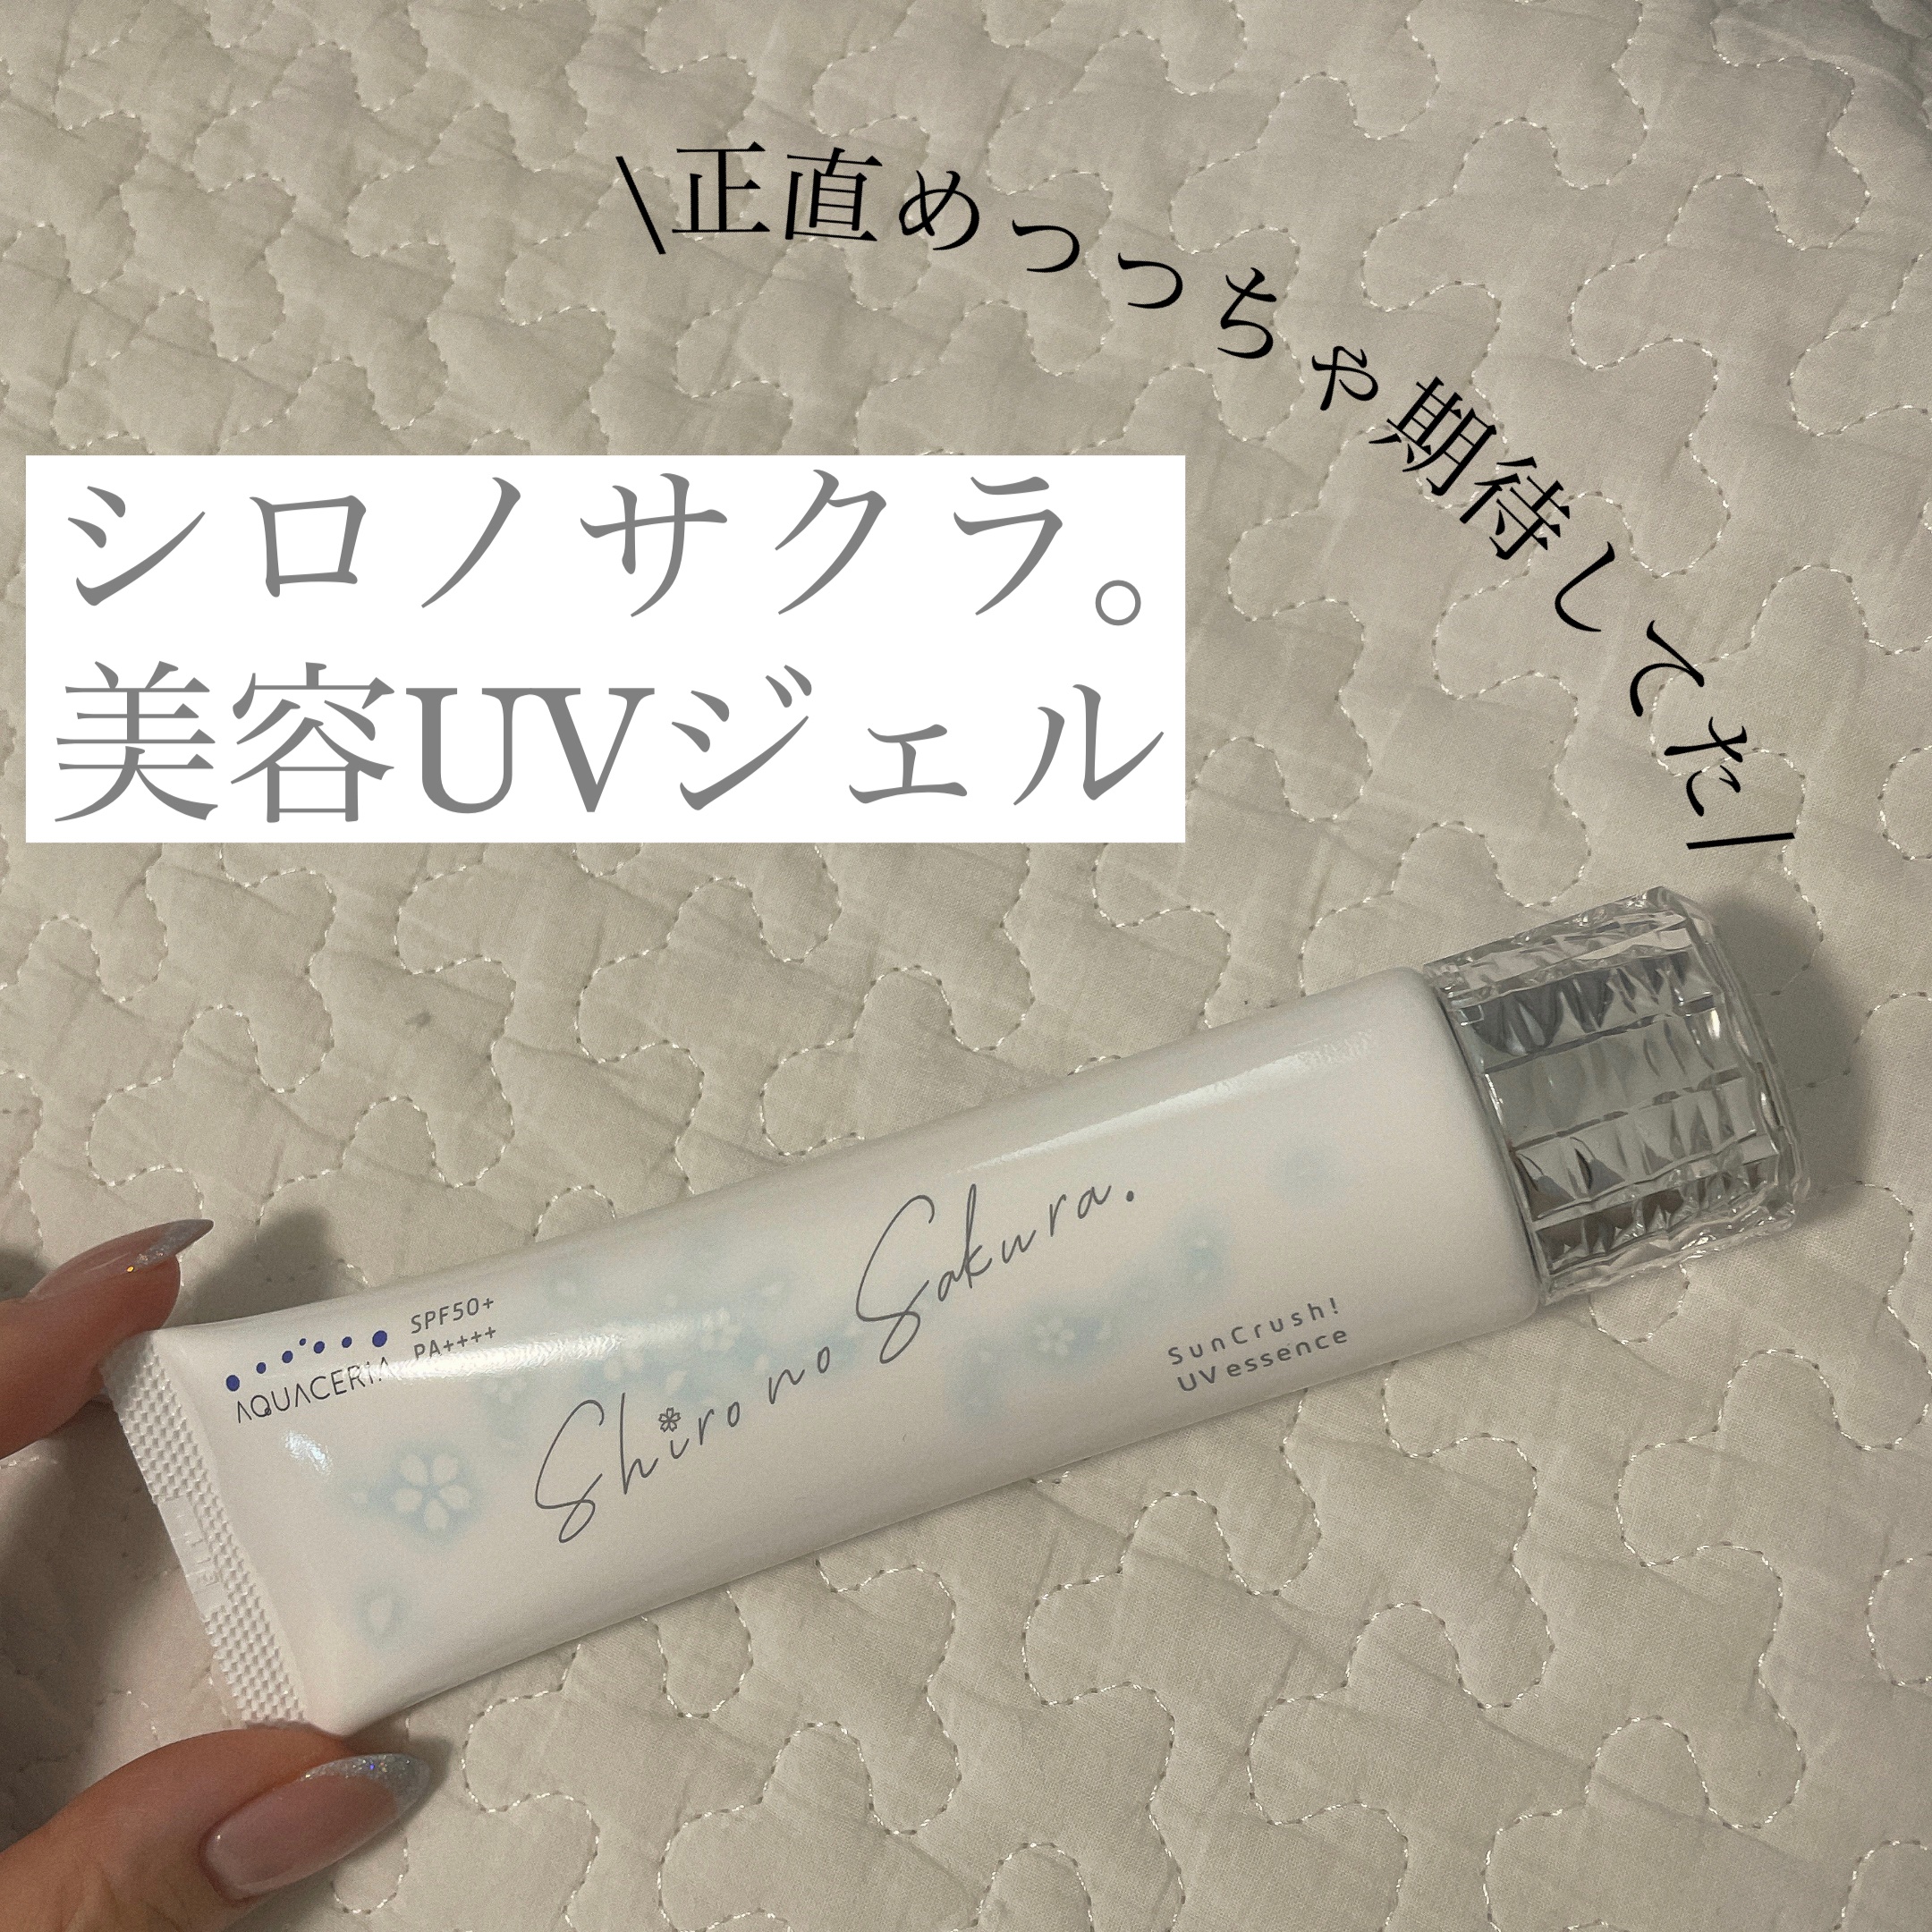 \正直めっっちゃ期待してた/
シロノサクラ。
美容UVジェル
AQUACERIA
SPF50+
PA++++
Shiro no Sakura.
SunCrush!
UV essence